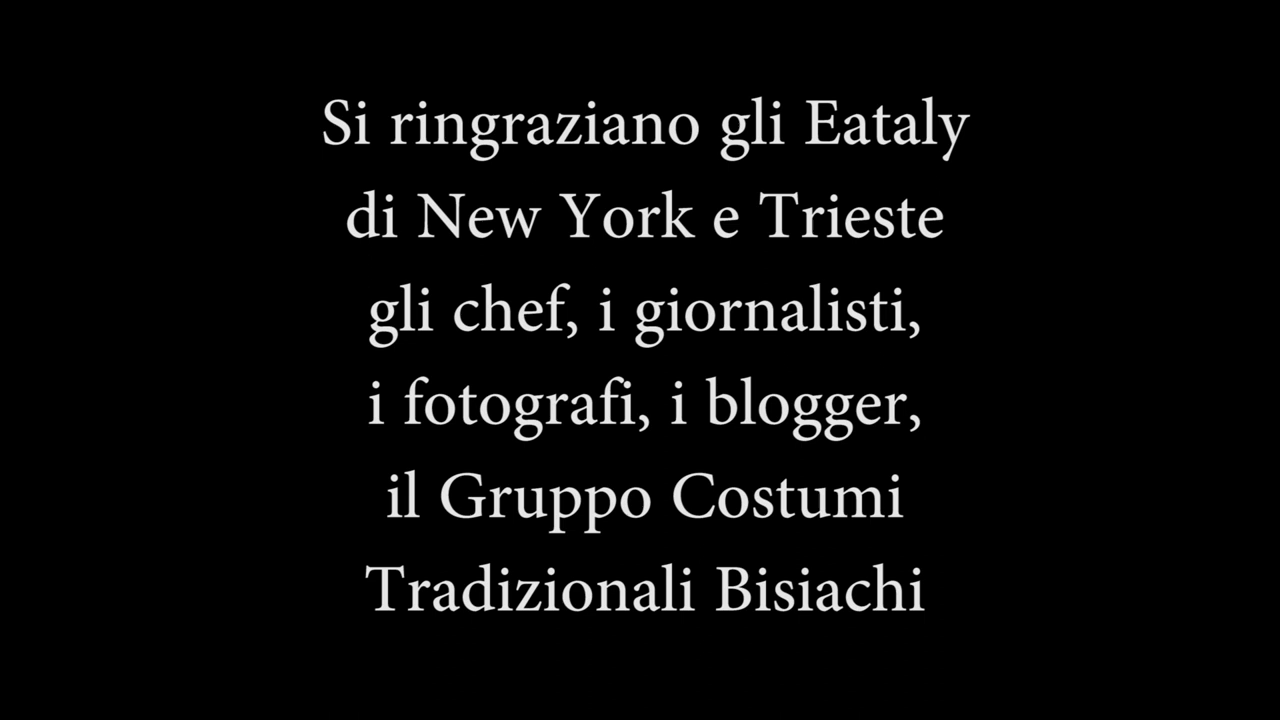 Si ringraziano gli Eataly
di New York e Trieste
gli chef, i giornalisti,
i fotografi, i blogger,
il Gruppo Costumi
Tradizionali Bisiachi